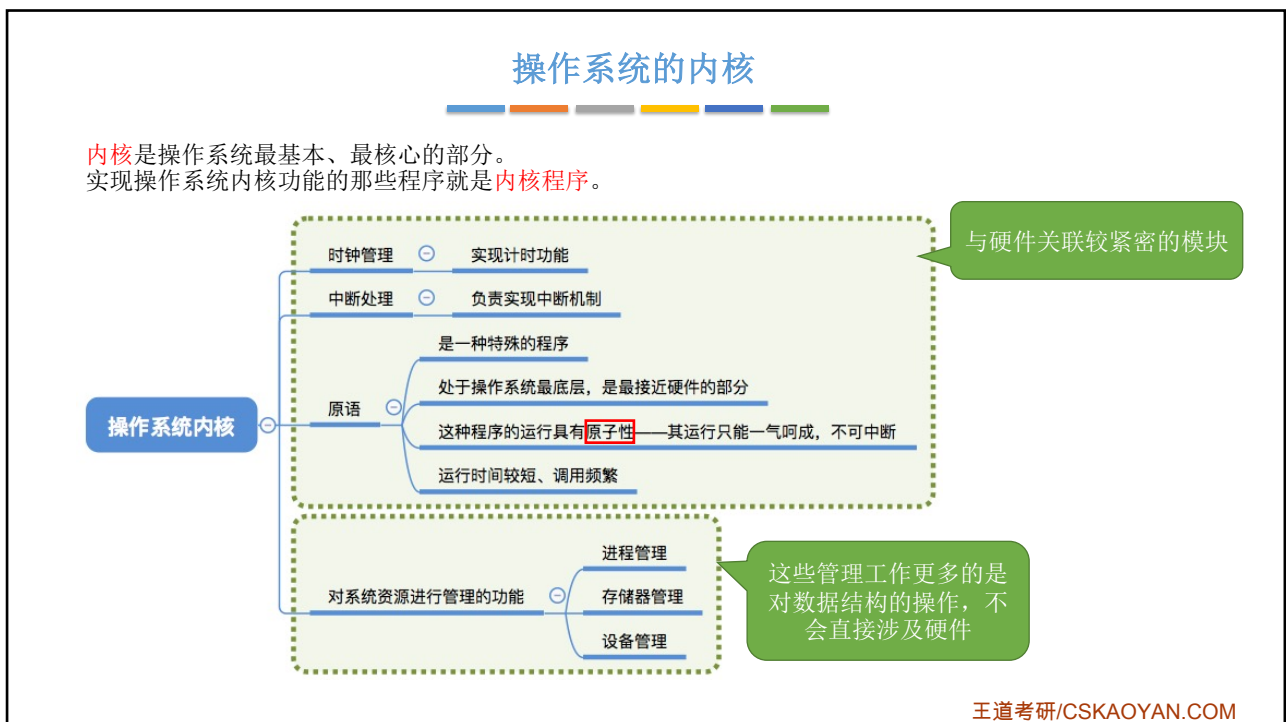 操作系统的内核
内核是操作系统最基本、最核心的部分。
实现操作系统内核功能的那些程序就是内核程序。
与硬件关联较紧密的模块
时钟管理
实现计时功能
中断处理
负责实现中断机制
是一种特殊的程序
处于操作系统最底层，是最接近硬件的部分
原语
这种程序的运行具有原子性——其运行只能一气呵成，不可中断
运行时间较短、调用频繁
操作系统内核
对系统资源进行管理的功能
进程管理
存储器管理
设备管理
这些管理工作更多的是
对数据结构的操作，不
会直接涉及硬件
王道考研/CSKAOYAN.COM